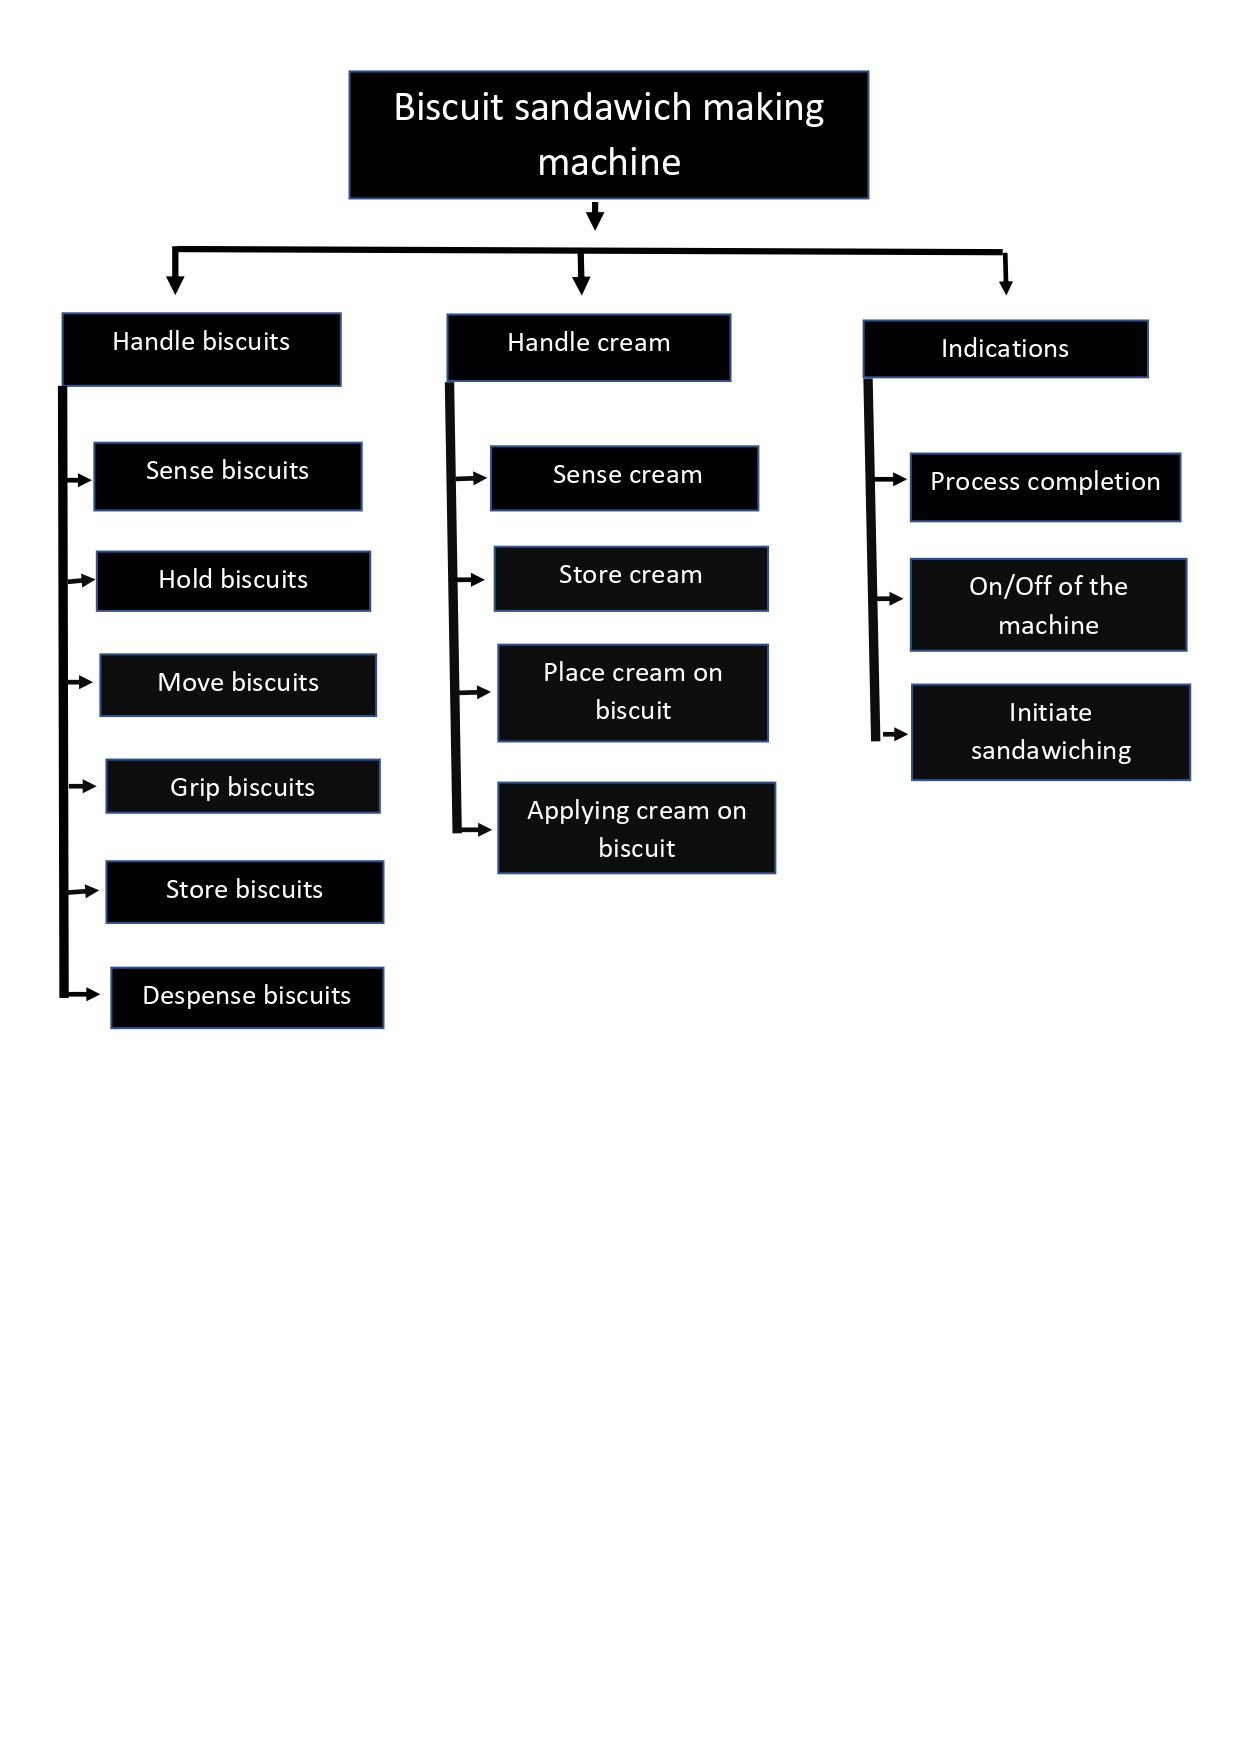 Biscuit sandawich making
machine
Handle biscuits
Sense biscuits
Hold biscuits
Move biscuits
Grip biscuits
Store biscuits
Despense biscuits
Handle cream
Sense cream
Store cream
Place cream on
biscuit
Applying cream on
biscuit
Indications
Process completion
On/Off of the
machine
Initiate
sandawiching